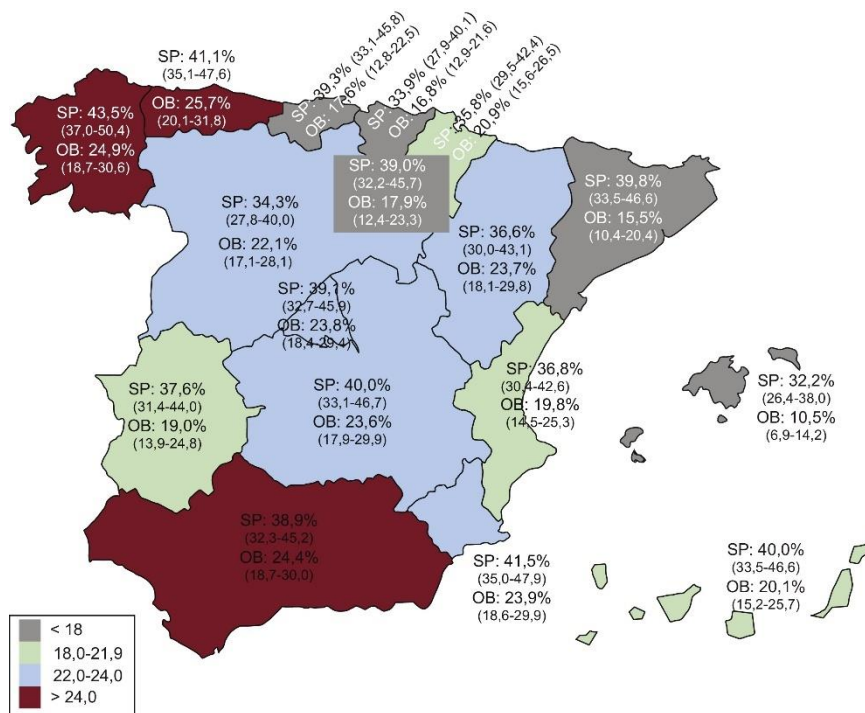 SP: 41,1%
(35,1-47,6)
OB: 25,7%
(20,1-31,8)
SP: 43,5%
(37,0-50,4)
OB: 24,9%
(18,7-30,6)
SP: 39,3% (33,1-45,8)
OB: 17,6% (12,8-22,5)
SP: 33,9% (27,9-40,1)
OB: 16,8% (12,9-21,6)
SP: 35,8% (29,5-42,4)
OB: 20,9% (15,6-26,5)
SP: 39,0%
(32,2-45,7)
OB: 17,9%
(12,4-23,3)
SP: 39,8%
(33,5-46,6)
OB: 15,5%
(10,4-20,4)
SP: 34,3%
(27,8-40,0)
OB: 22,1%
(17,1-28,1)
SP: 36,6%
(30,0-43,1)
OB: 23,7%
(18,1-29,8)
SP: 39,1%
(32,7-45,9)
OB: 23,8%
(18,4-29,4)
SP: 37,6%
(31,4-44,0)
OB: 19,0%
(13,9-24,8)
SP: 40,0%
(33,1-46,7)
OB: 23,6%
(17,9-29,9)
SP: 36,8%
(30,4-42,6)
OB: 19,8%
(14,5-25,3)
SP: 32,2%
(26,4-38,0)
OB: 10,5%
(6,9-14,2)
SP: 38,9%
(32,3-45,2)
OB: 24,4%
(18,7-30,0)
SP: 41,5%
(35,0-47,9)
OB: 23,9%
(18,6-29,9)
SP: 40,0%
(33,5-46,6)
OB: 20,1%
(15,2-25,7)
< 18
18,0-21,9
22,0-24,0
> 24,0